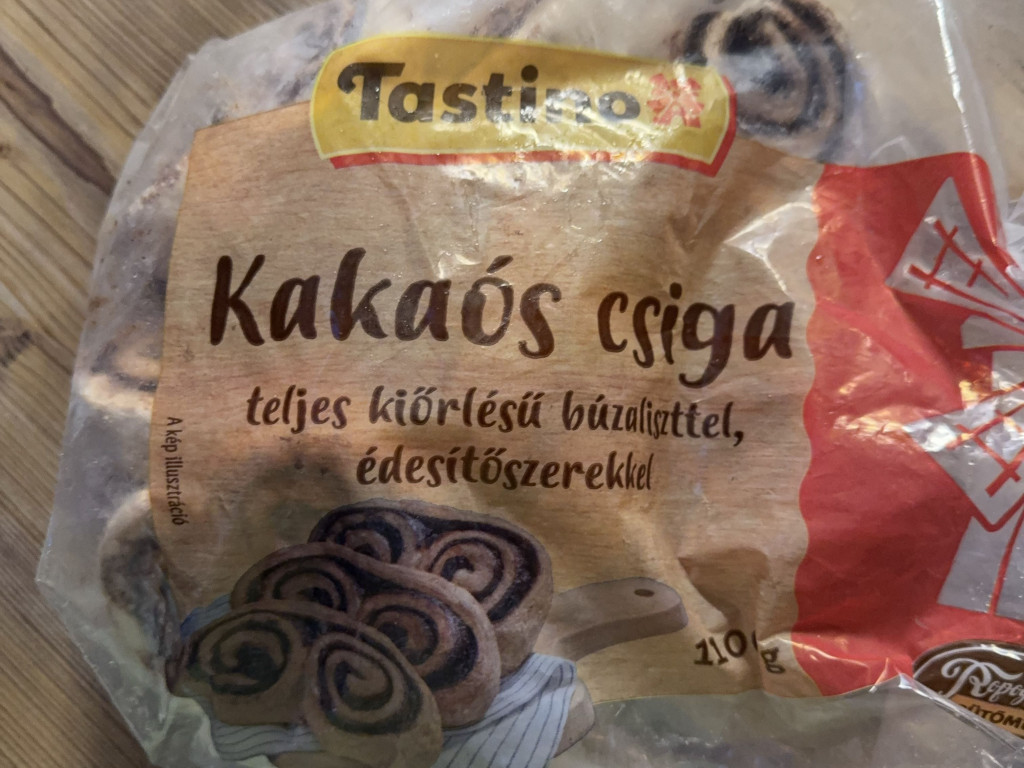 Tastino
Kakaós csiga
teljes kiőrlésű búzaliszttel,
édesítőszerekkel
A kép illusztráció
110 g